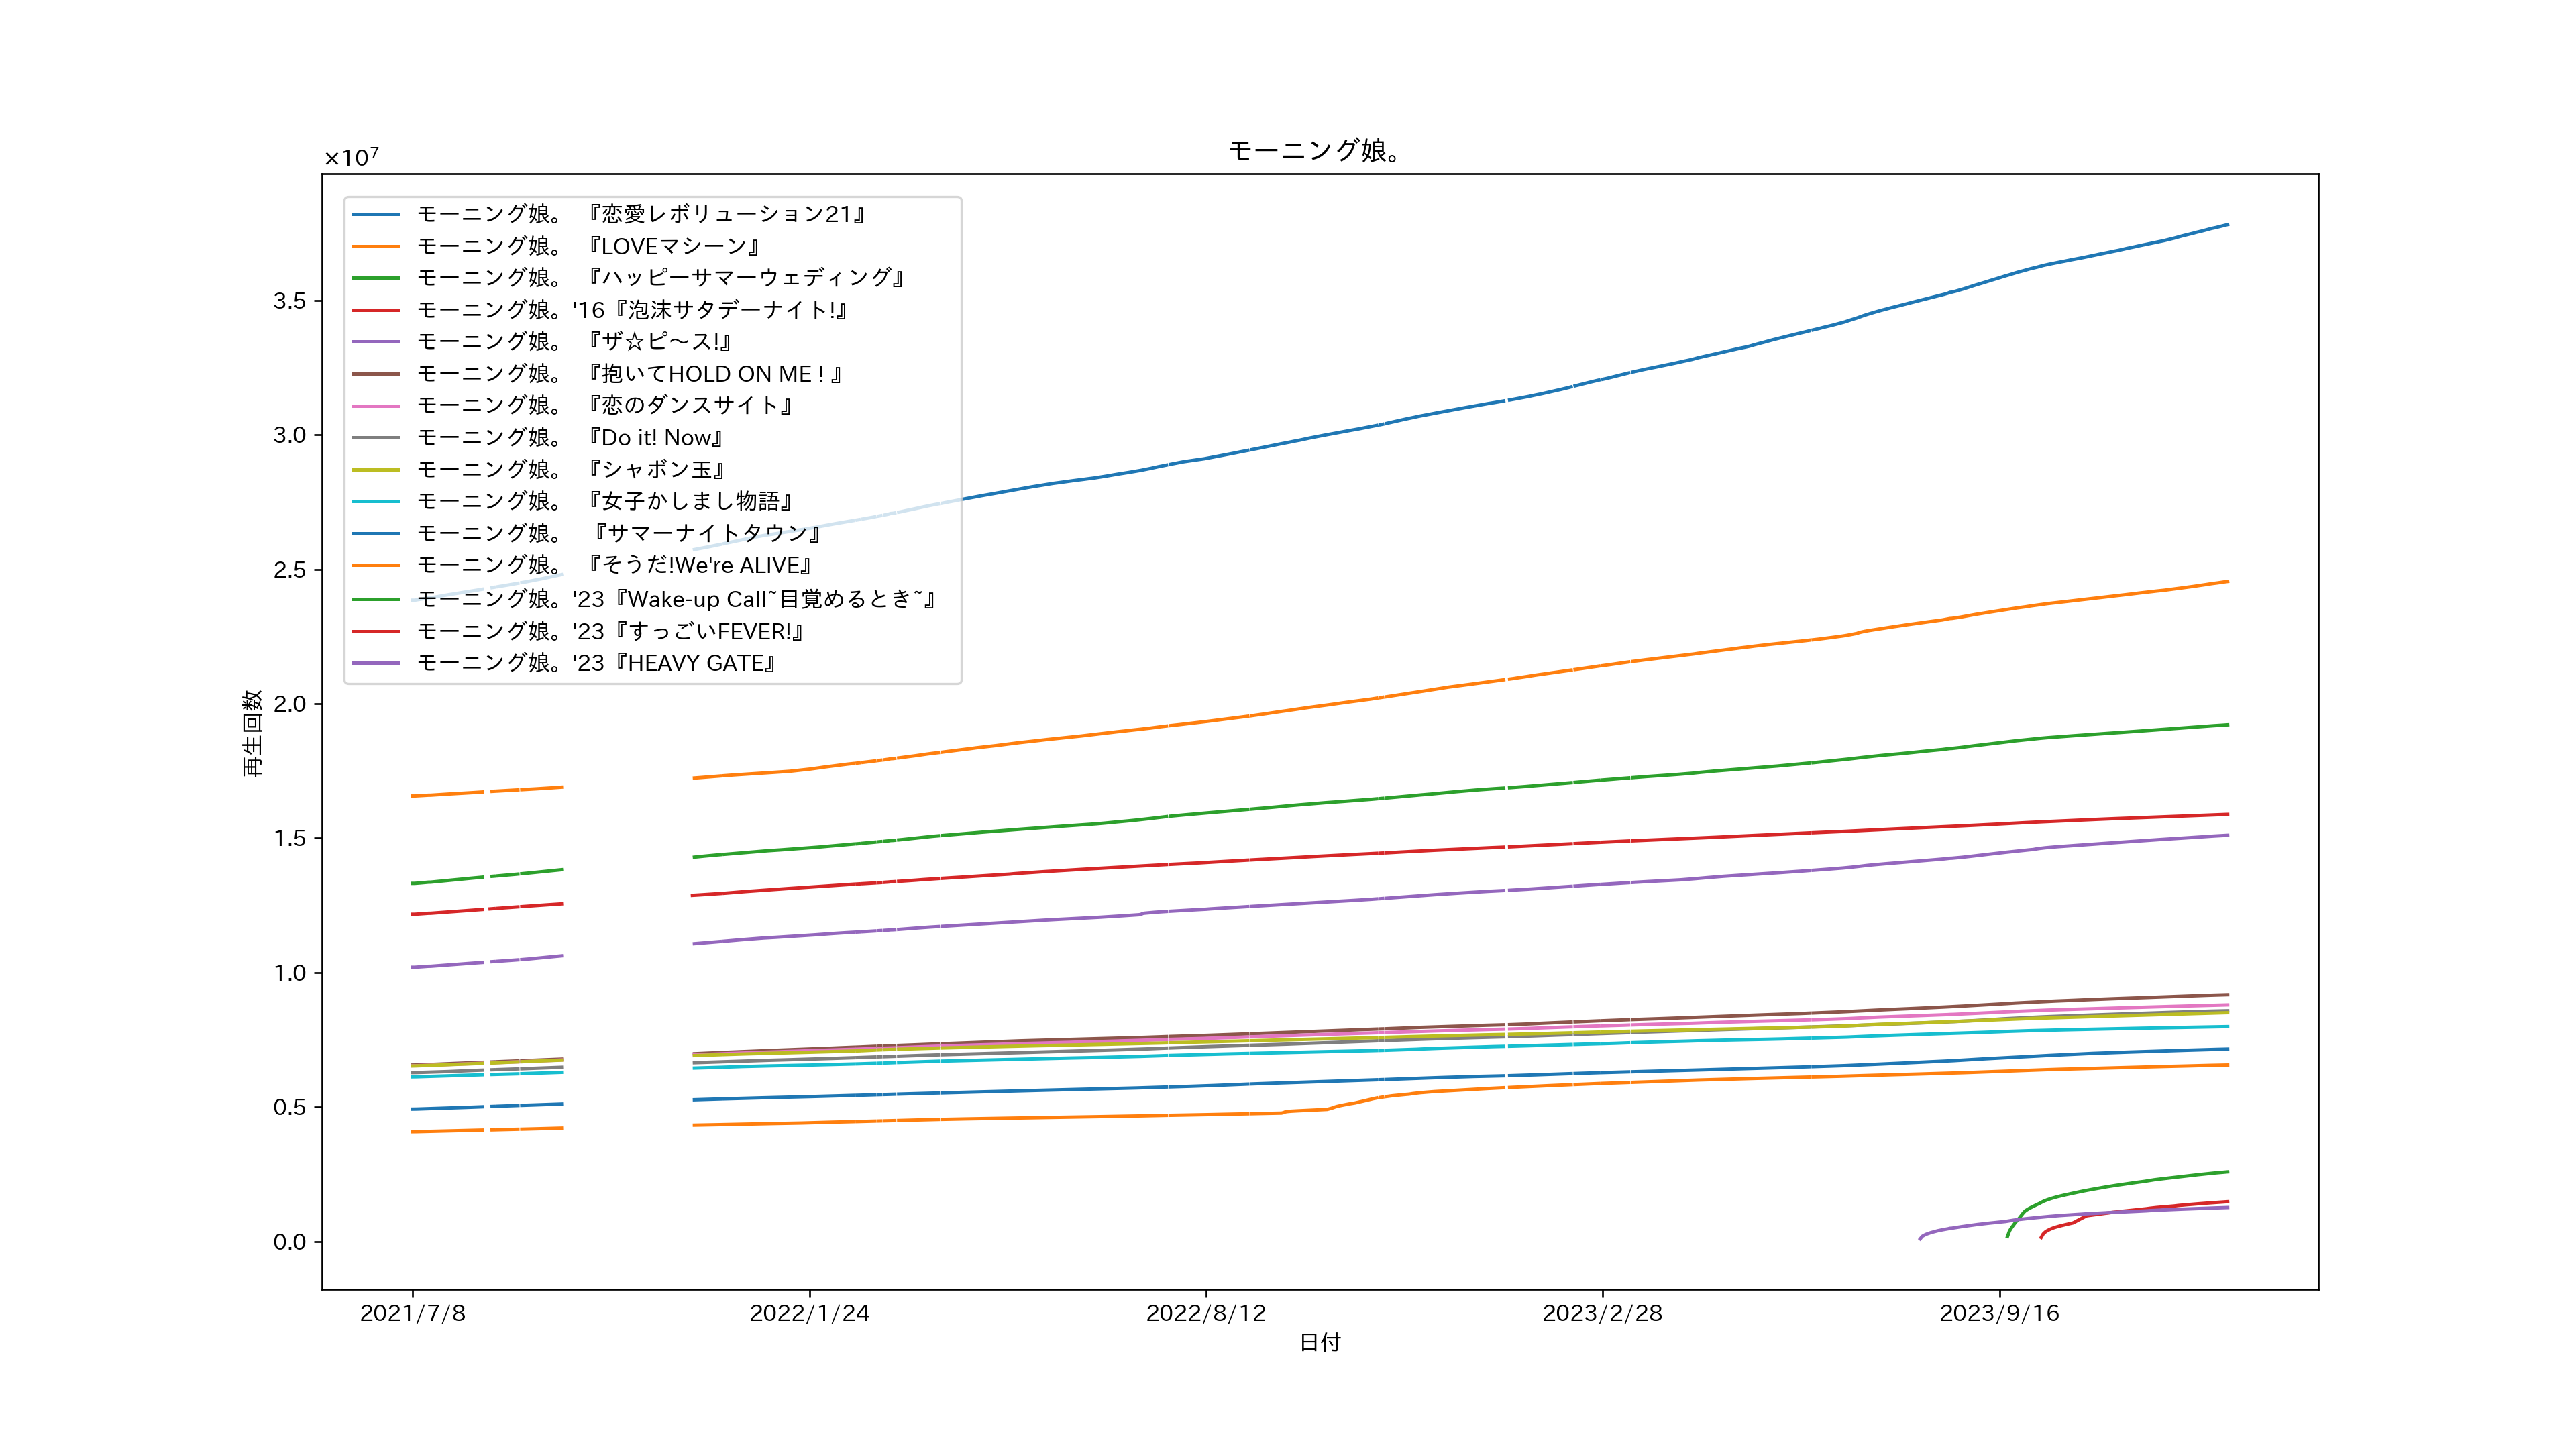 モーニング娘。
×10⁷
モーニング娘。 『恋愛レボリューション21』
モーニング娘。 『LOVEマシーン』
モーニング娘。 『ハッピーサマーウェディング』
モーニング娘。'16『泡沫サタデーナイト!』
モーニング娘。 『ザ☆ピ〜ス!』
モーニング娘。 『抱いてHOLD ON ME ! 』
モーニング娘。 『恋のダンスサイト』
モーニング娘。 『Do it! Now』
モーニング娘。 『シャボン玉』
モーニング娘。 『女子かしまし物語』
モーニング娘。 『サマーナイトタウン』
モーニング娘。 『そうだ!We're ALIVE』
モーニング娘。'23『Wake-up Call~目覚めるとき~』
モーニング娘。'23『すっごいFEVER!』
モーニング娘。'23『HEAVY GATE』
3.5
3.0
2.5
2.0
1.5
1.0
0.5
0.0
再生回数
2021/7/8
2022/1/24
2022/8/12
2023/2/28
2023/9/16
日付